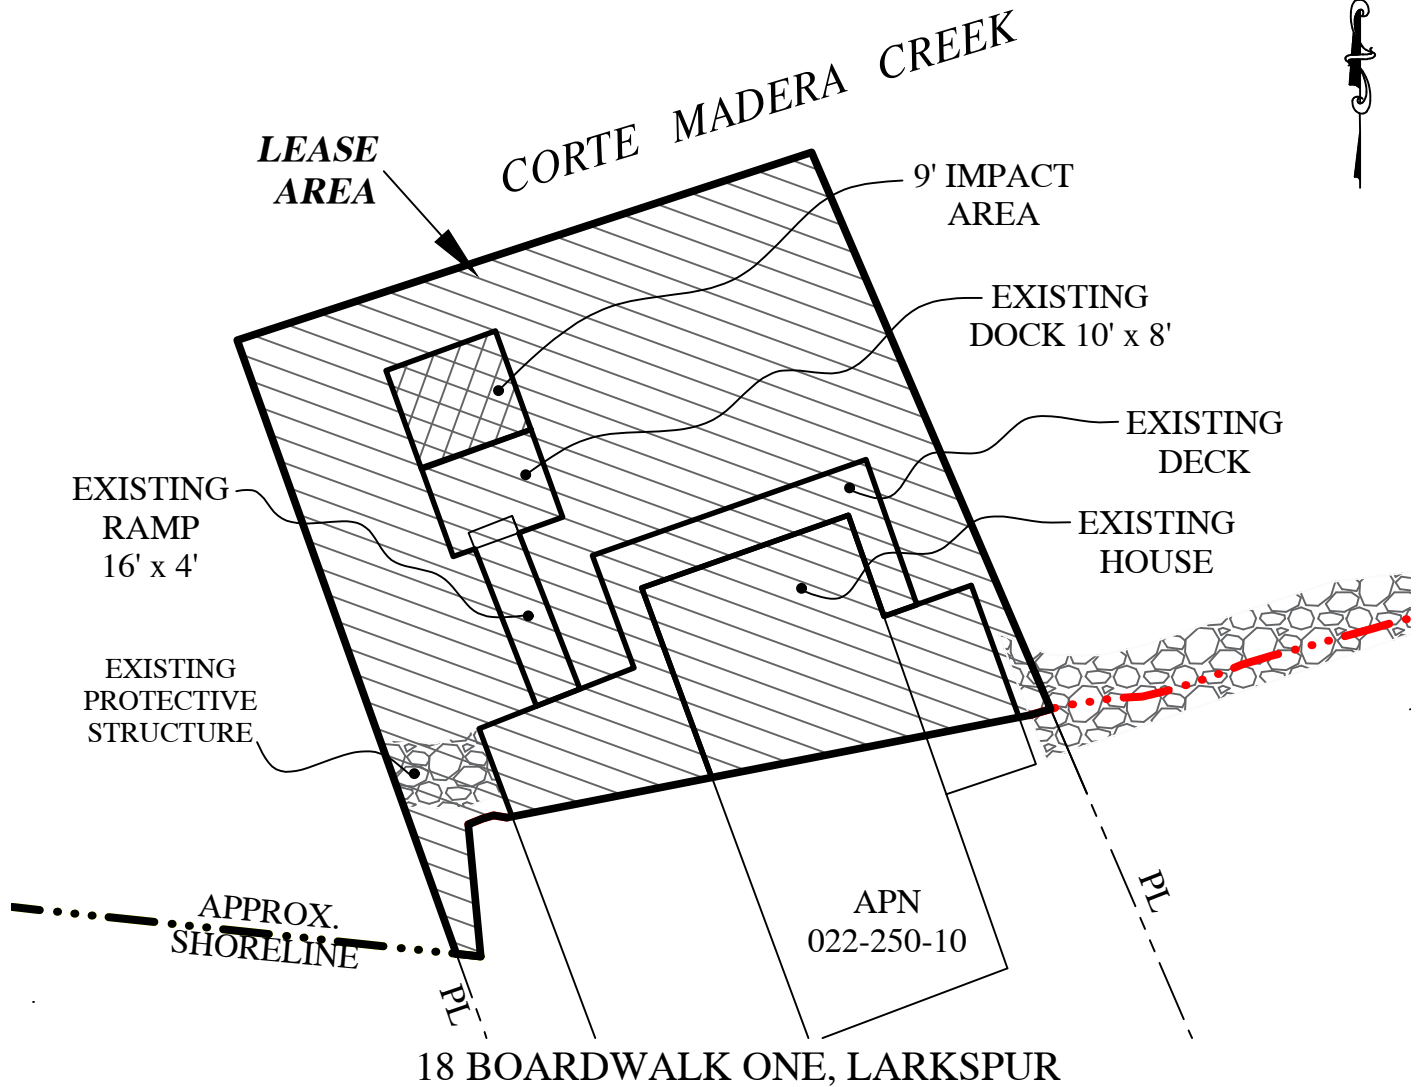 CORTE MADERA CREEK
LEASE
AREA
9' IMPACT
AREA
EXISTING
DOCK 10' x 8'
EXISTING
DECK
EXISTING
RAMP
16' x 4'
EXISTING
HOUSE
EXISTING
PROTECTIVE
STRUCTURE
APPROX.
SHORELINE
APN
022-250-10
PL
PL
18 BOARDWALK ONE, LARKSPUR